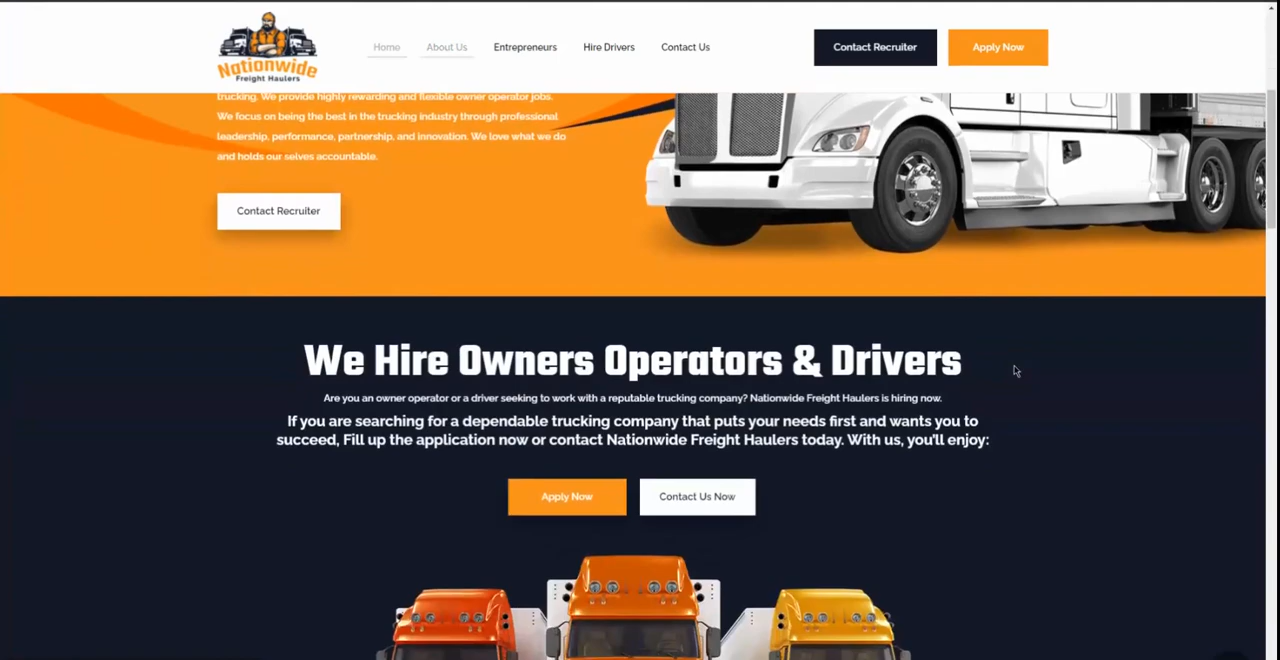 Nationwide
Freight Haulers
Home
About Us
Entrepreneurs
Hire Drivers
Contact Us
Contact Recruiter
Apply Now
trucking. We provide highly rewarding and flexible owner operator jobs.
We focus on being the best in the trucking industry through professional
leadership, performance, partnership, and innovation. We love what we do
and holds our selves accountable.
Contact Recruiter
We Hire Owners Operators & Drivers
Are you an owner operator or a driver seeking to work with a reputable trucking company? Nationwide Freight Haulers is hiring now.
If you are searching for a dependable trucking company that puts your needs first and wants you to
succeed, Fill up the application now or contact Nationwide Freight Haulers today. With us, you'll enjoy:
Apply Now
Contact Us Now